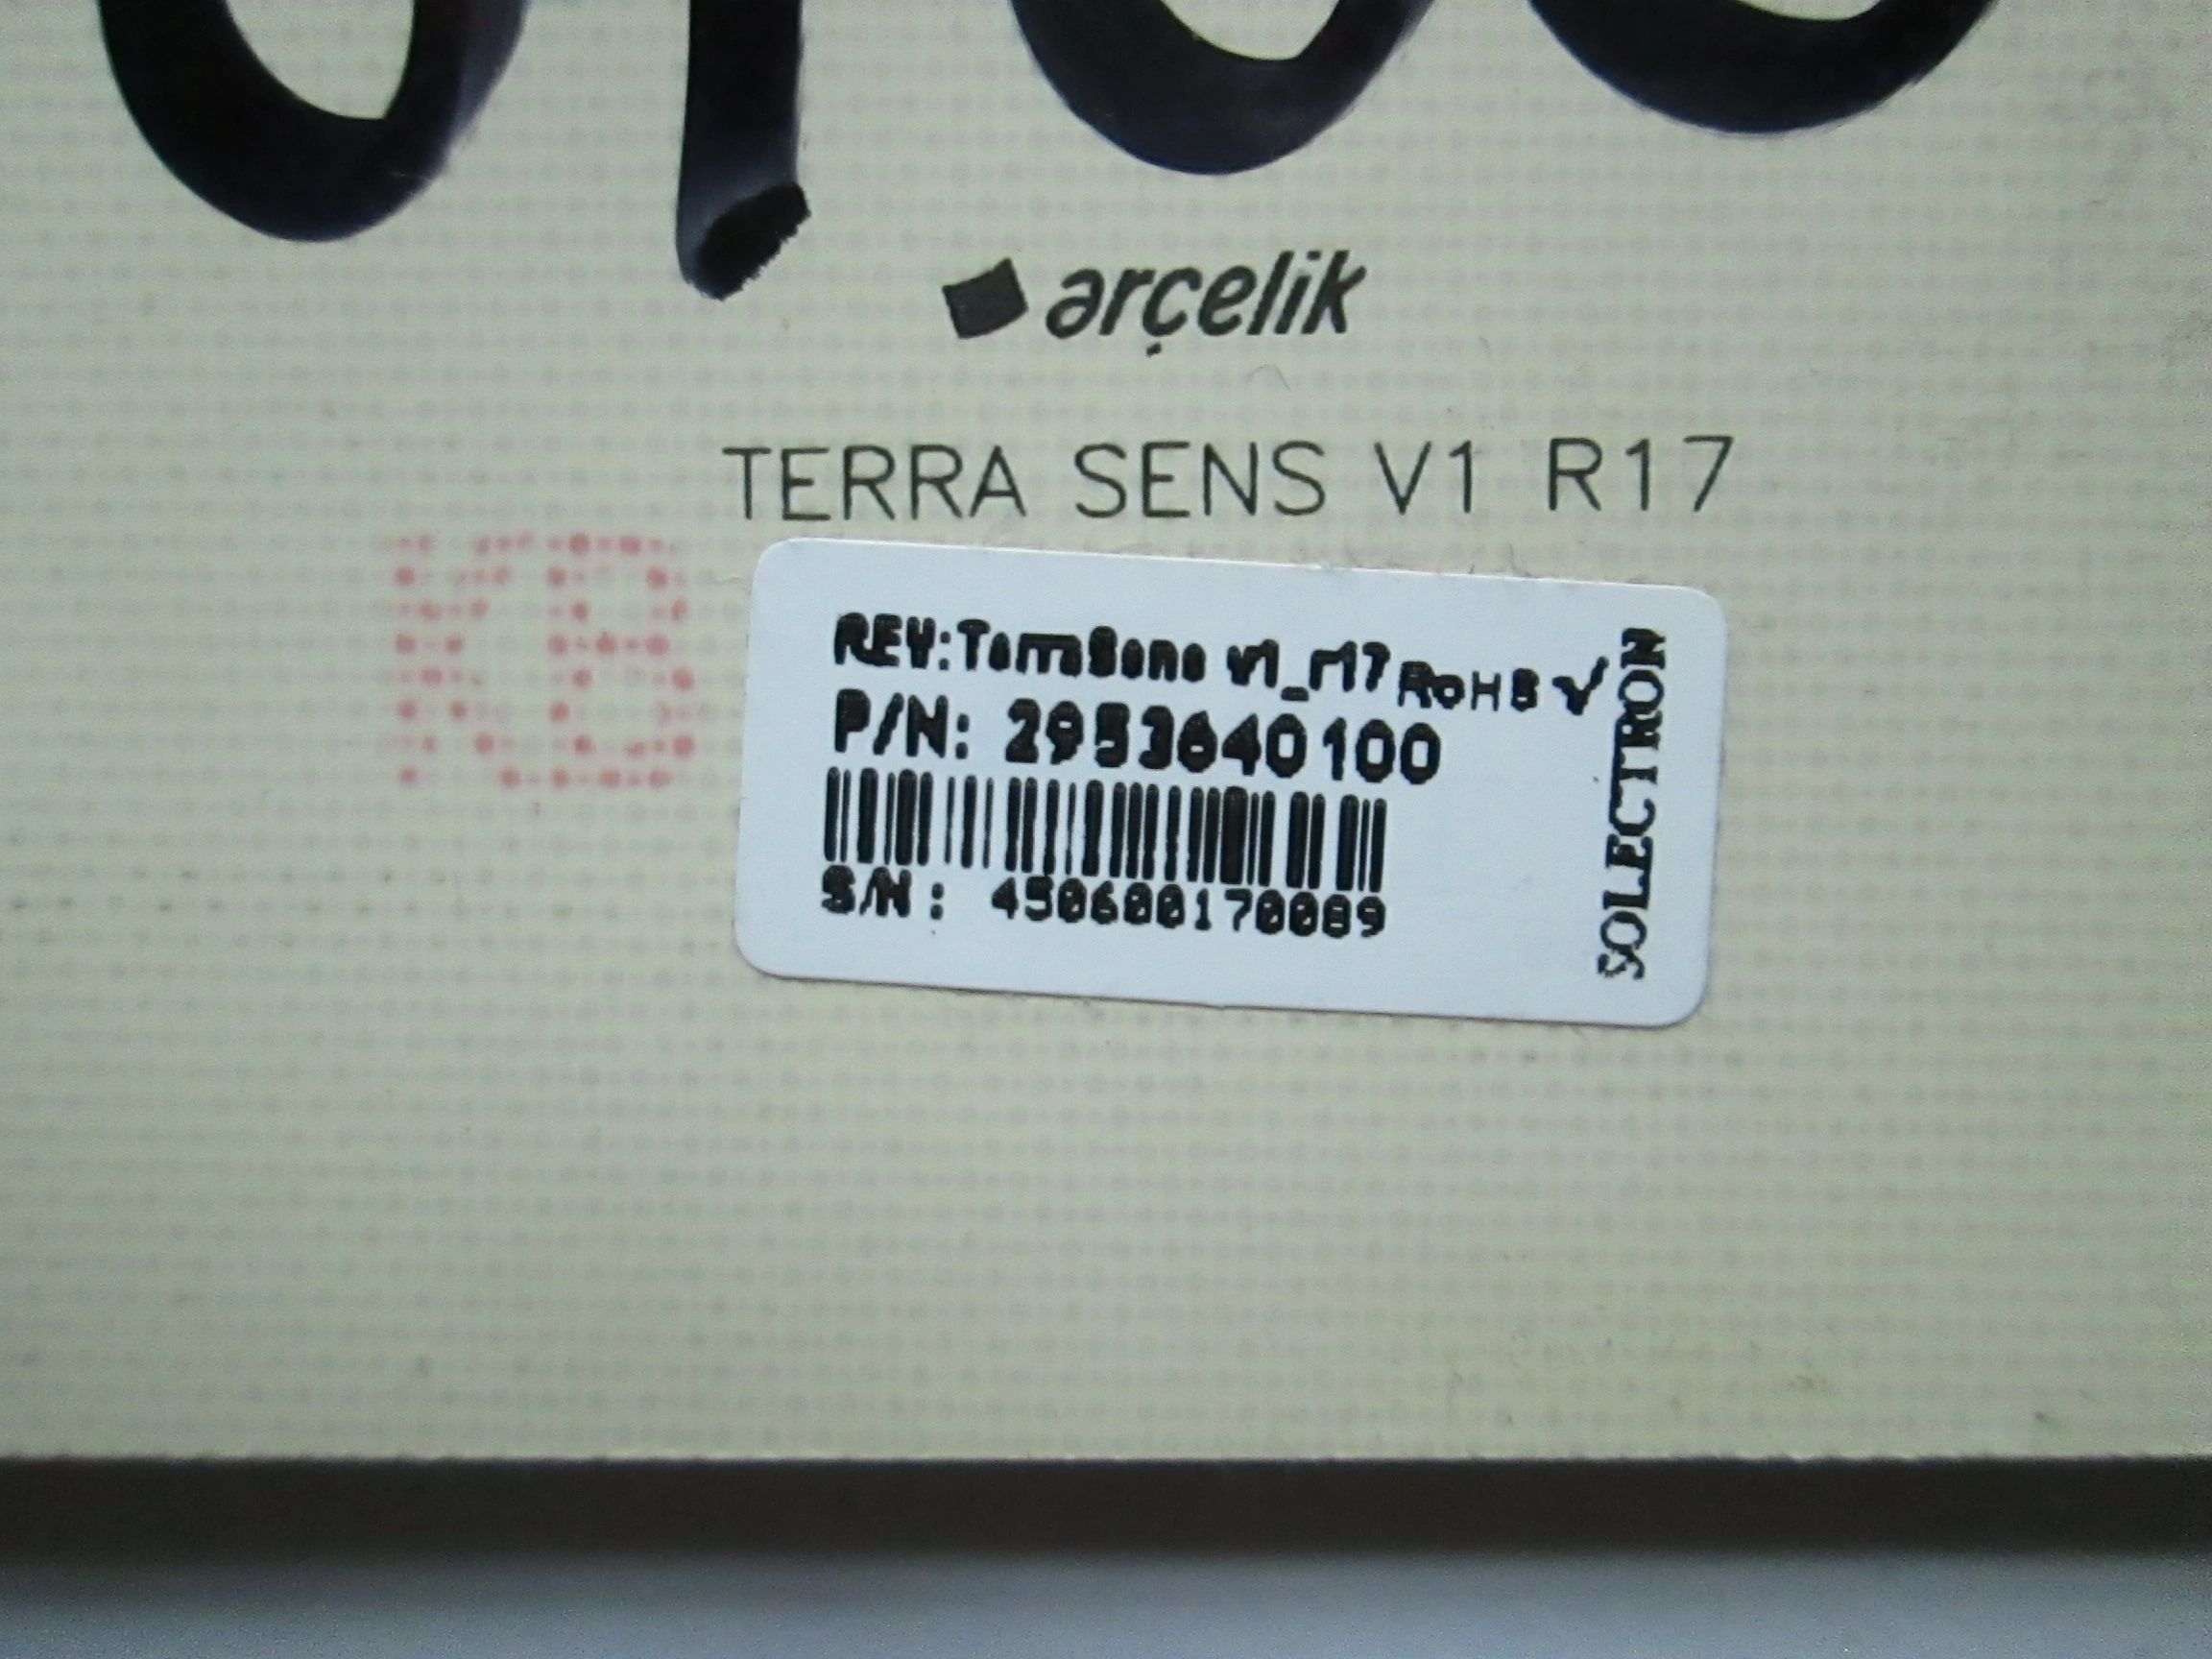 arçelik
TERRA SENS V1 R17
REV:TerraSens v1_r17 RoHS
P/N: 2953640100
S/N: 450600170089
SOLECTRON